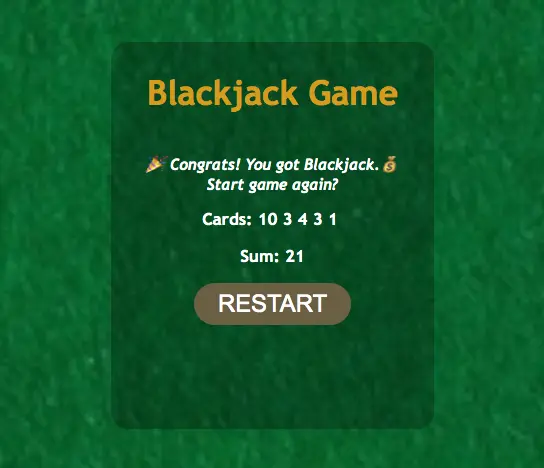 Blackjack Game
🎉 Congrats! You got Blackjack.💰
Start game again?
Cards: 10 3 4 3 1
Sum: 21
RESTART